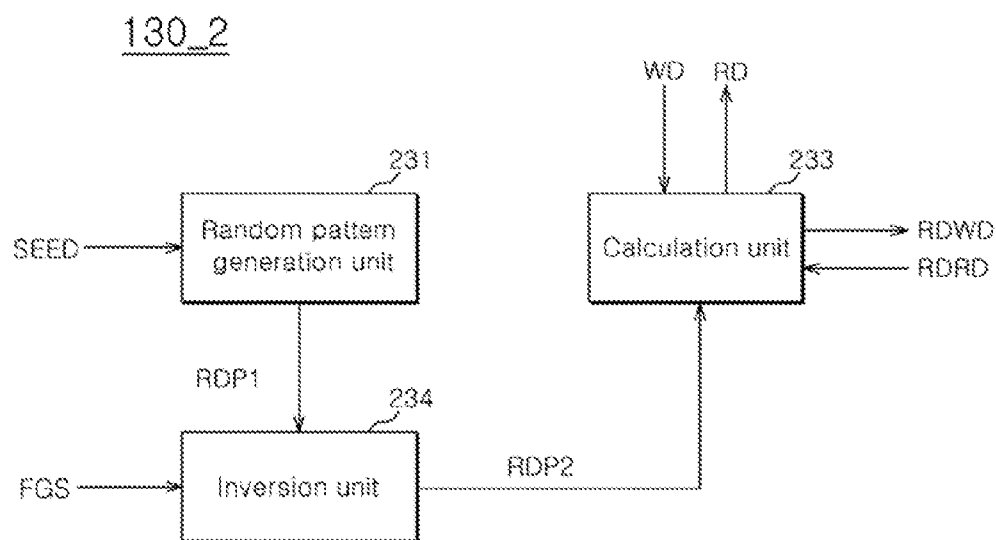 130_2
WD RD
231
233
SEED
Random pattern
generation unit
Calculation unit
RDWD
RDRD
RDP1
234
FGS
Inversion unit
RDP2